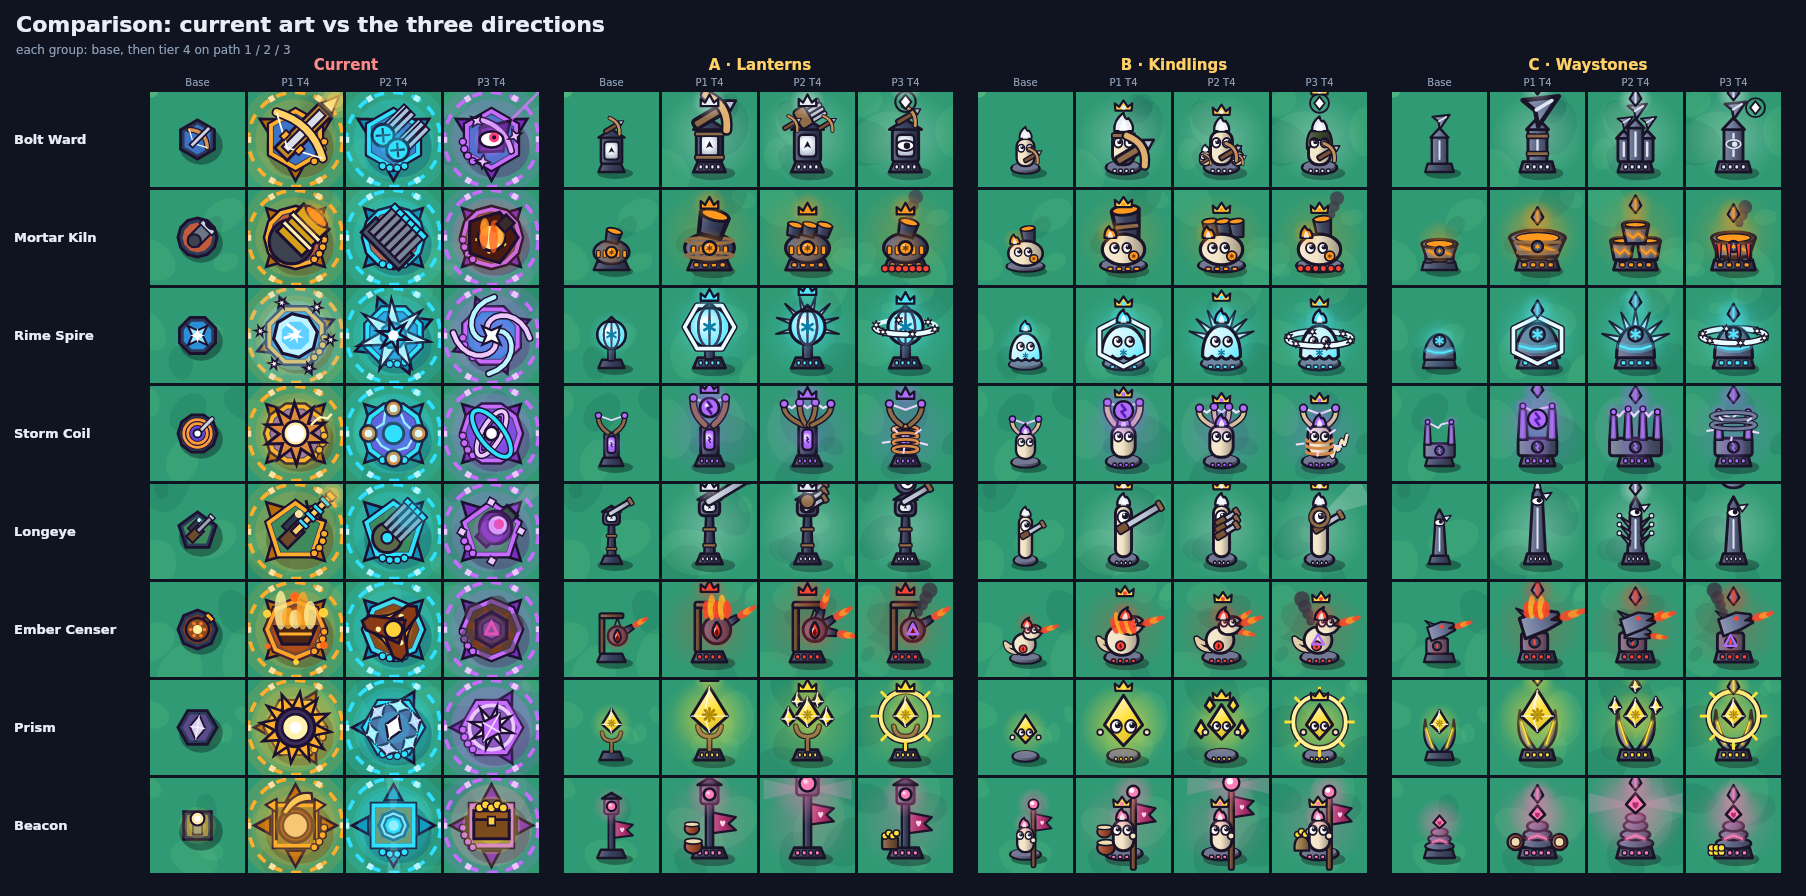 Comparison: current art vs the three directions
each group: base, then tier 4 on path 1 / 2 / 3
Current A · Lanterns B · Kindlings C · Waystones
Base P1 T4 P2 T4 P3 T4 Base P1 T4 P2 T4 P3 T4 Base P1 T4 P2 T4 P3 T4 Base P1 T4 P2 T4 P3 T4
Bolt Ward
Mortar Kiln
Rime Spire
Storm Coil
Longeye
Ember Censer
Prism
Beacon